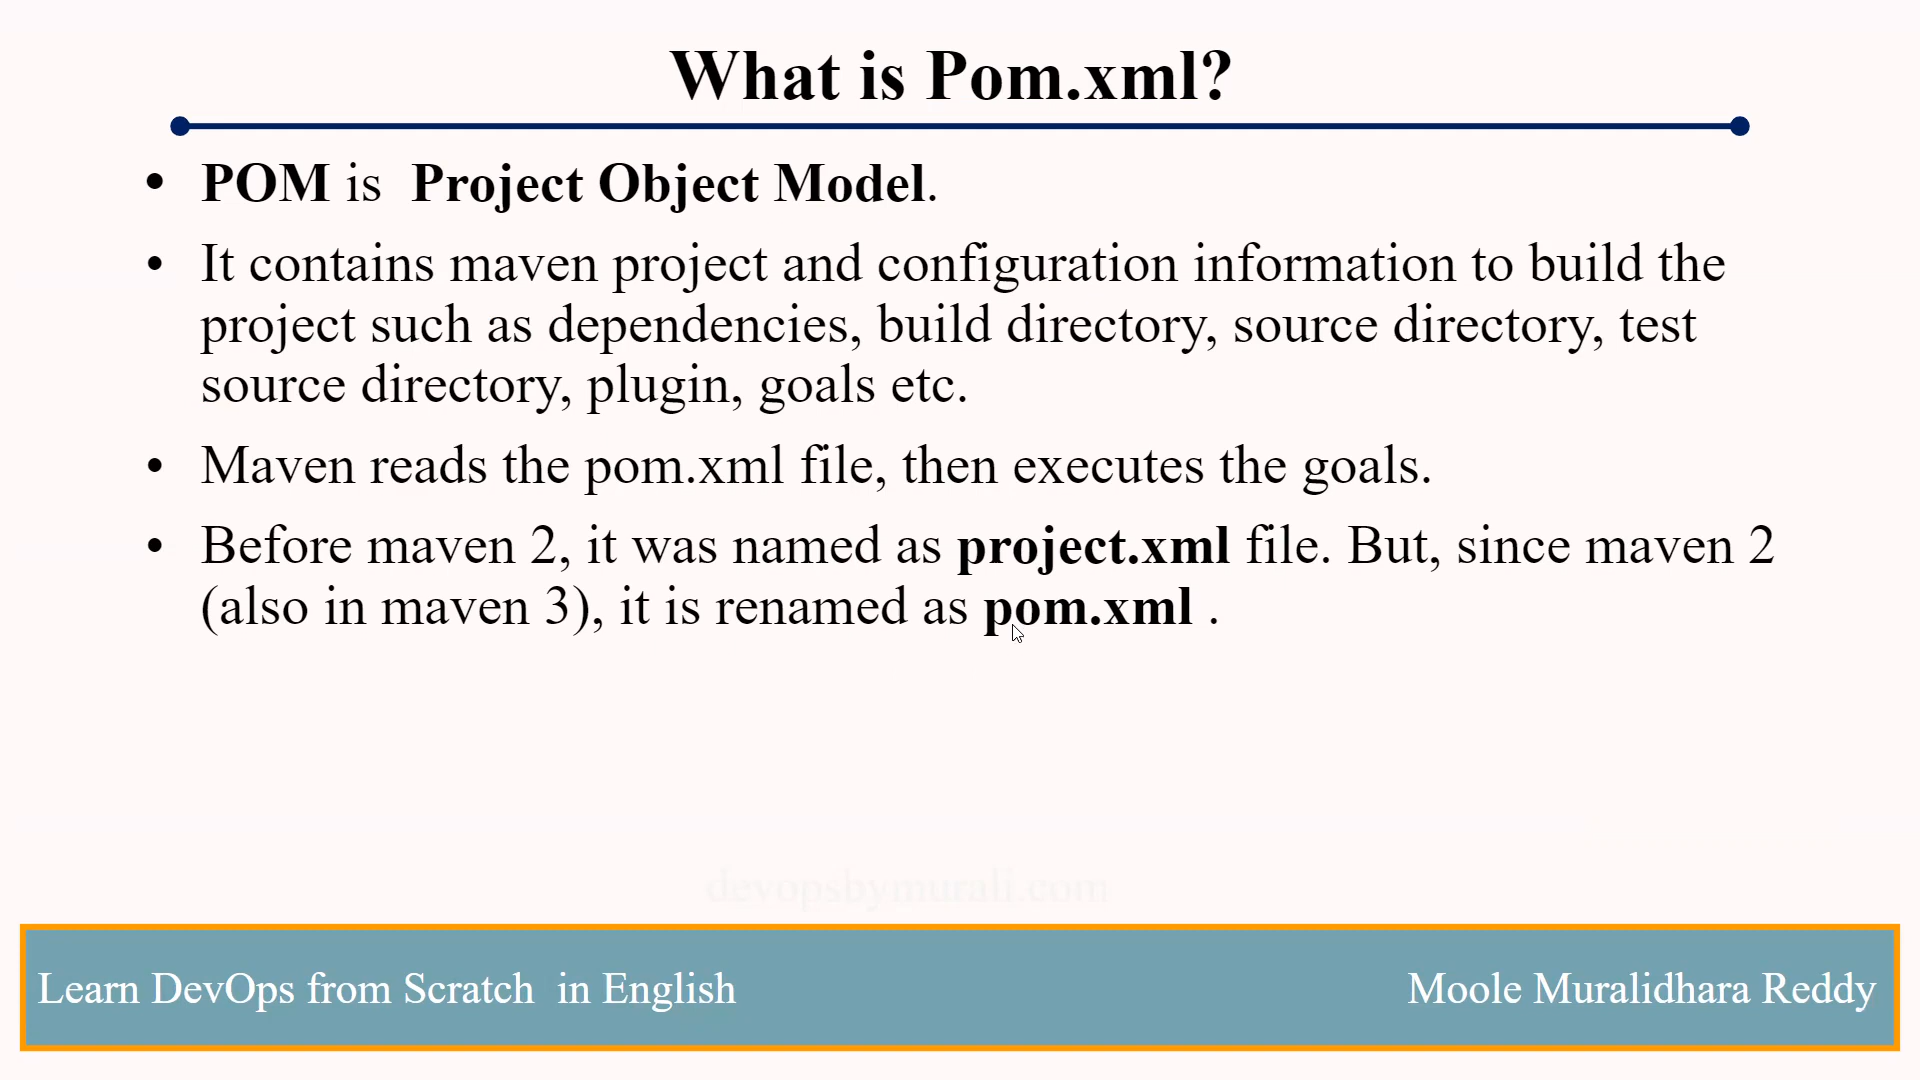 What is Pom.xml?
• POM is Project Object Model.
• It contains maven project and configuration information to build the
project such as dependencies, build directory, source directory, test
source directory, plugin, goals etc.
• Maven reads the pom.xml file, then executes the goals.
• Before maven 2, it was named as project.xml file. But, since maven 2
(also in maven 3), it is renamed as pom.xml .
devopsbymurali.com
Learn DevOps from Scratch in English
Moole Muralidhara Reddy